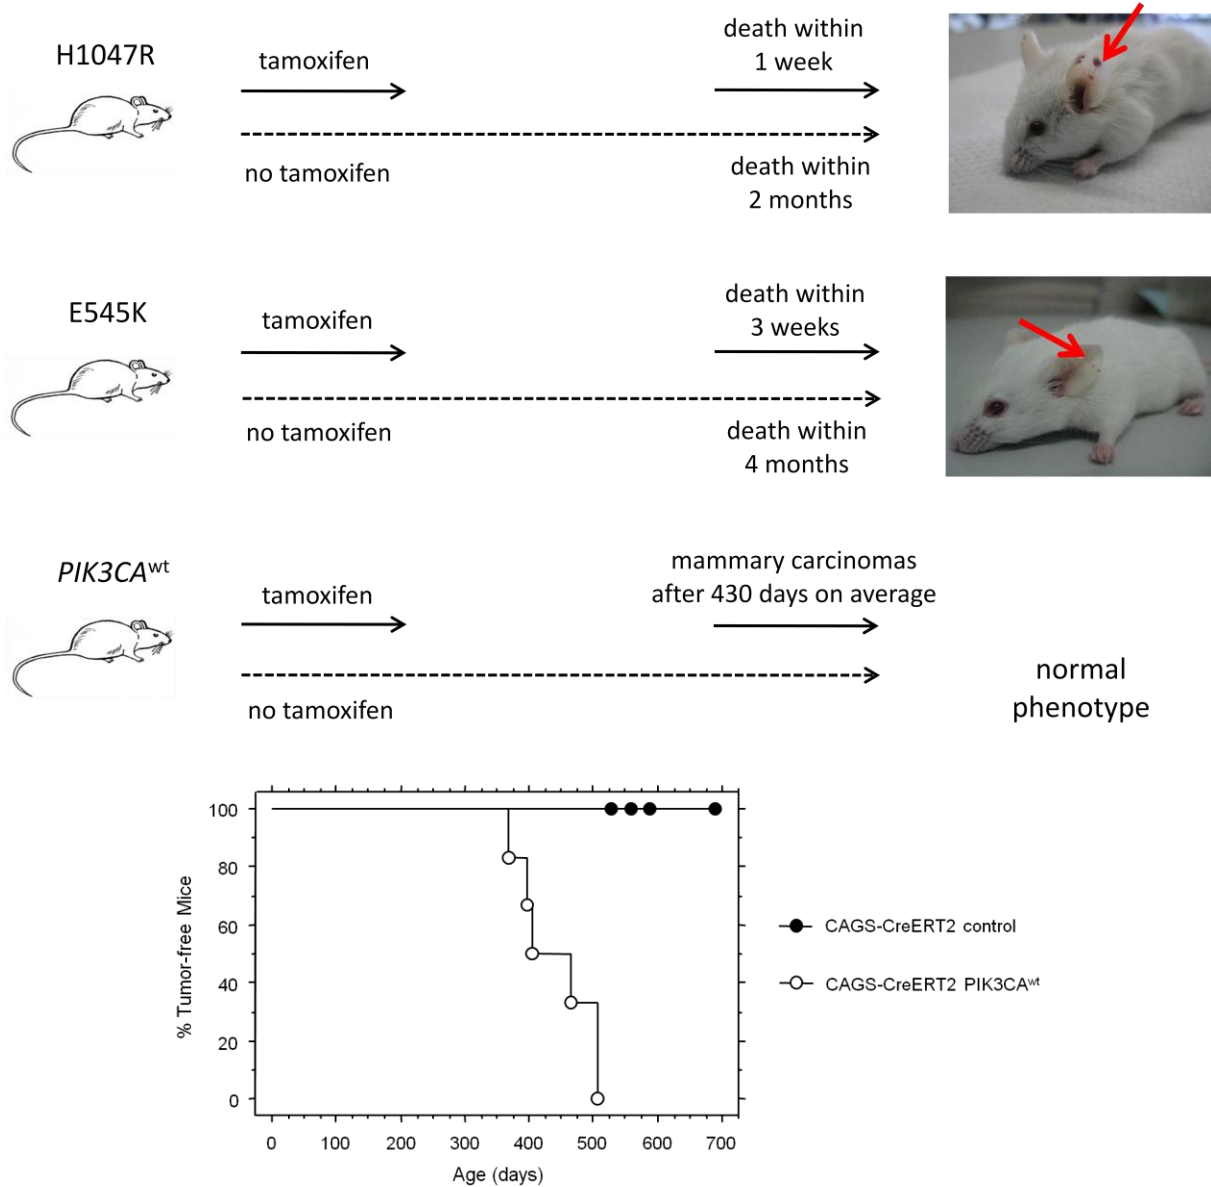 H1047R
tamoxifen
death within
1 week
no tamoxifen
death within
2 months
E545K
tamoxifen
death within
3 weeks
no tamoxifen
death within
4 months
PIK3CAwt
tamoxifen
mammary carcinomas
after 430 days on average
no tamoxifen
normal
phenotype
% Tumor-free Mice
100
80
60
40
20
0
0 100 200 300 400 500 600 700
Age (days)
CAGS-CreERT2 control
CAGS-CreERT2 PIK3CAwt